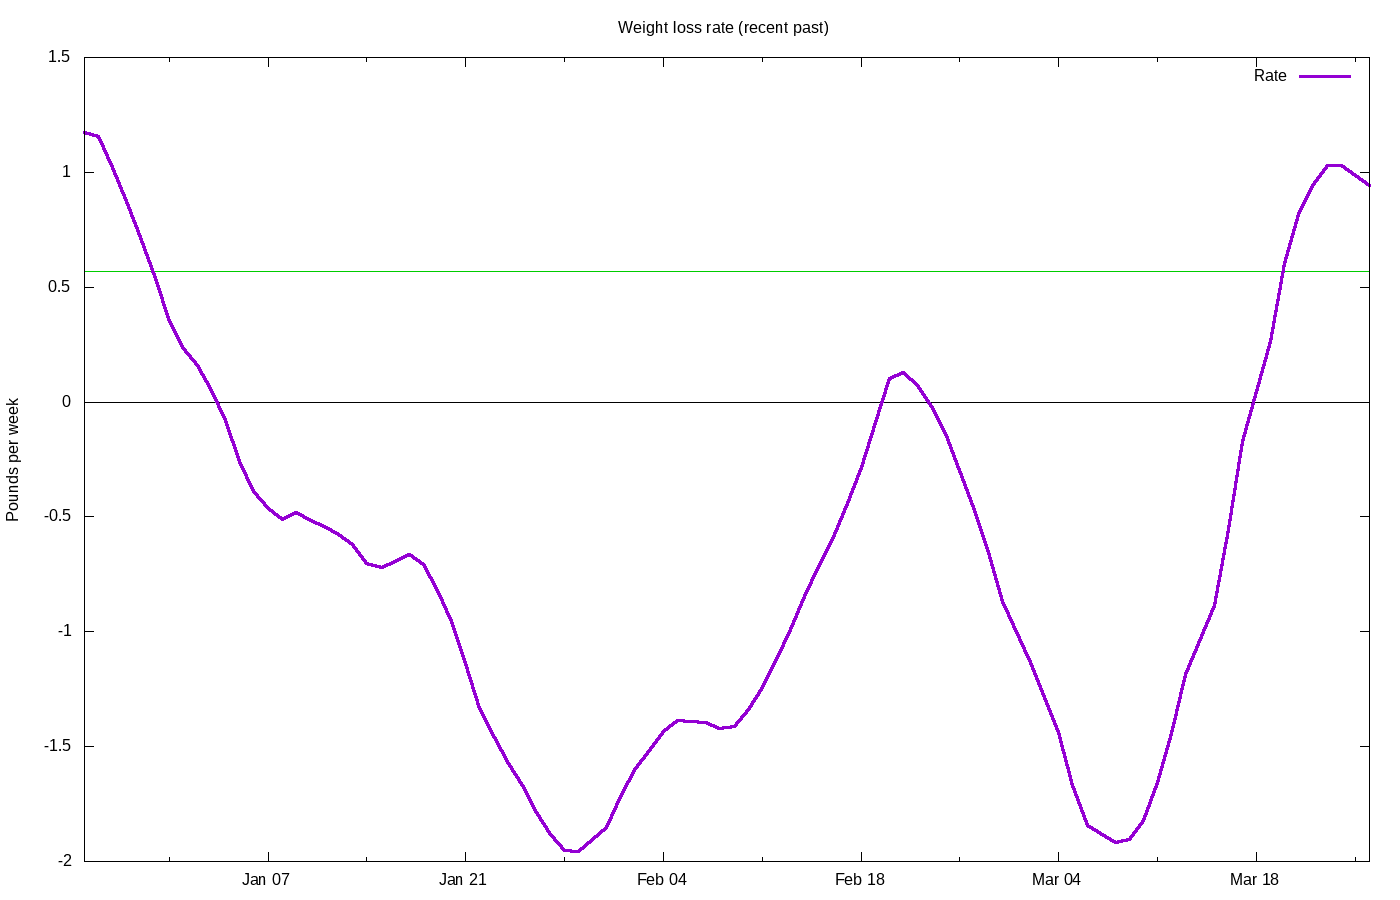 Weight loss rate (recent past)
Rate
Pounds per week
1.5
1
0.5
0
-0.5
-1
-1.5
-2
Jan 07
Jan 21
Feb 04
Feb 18
Mar 04
Mar 18